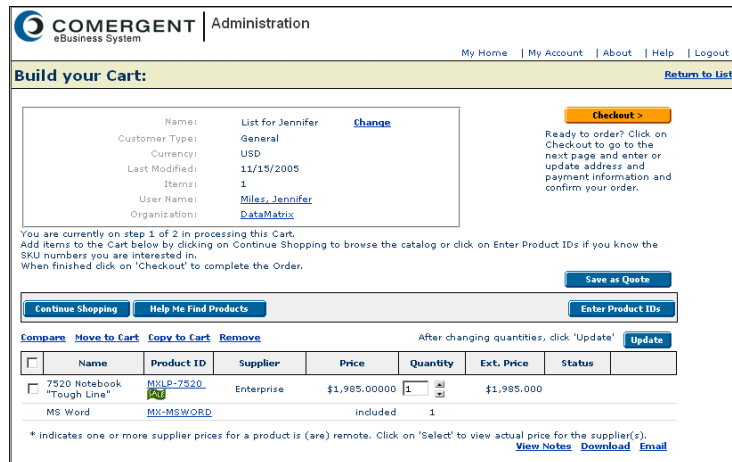 COMERGENT Administration
eBusiness System
My Home | My Account | About | Help | Logout
Build your Cart: Return to List
Name: List for Jennifer Change
Customer Type: General
Currency: USD
Last Modified: 11/15/2005
Items: 1
User Name: Miles, Jennifer
Organization: DataMatrix
Checkout >
Ready to order? Click on
Checkout to go to the
next page and enter or
update address and
payment information and
confirm your order.
You are currently on step 1 of 2 in processing this Cart.
Add items to the Cart below by clicking on Continue Shopping to browse the catalog or click on Enter Product IDs if you know the
SKU numbers you are interested in.
When finished click on 'Checkout' to complete the Order.
Save as Quote
Continue Shopping Help Me Find Products Enter Product IDs
Compare Move to Cart Copy to Cart Remove After changing quantities, click 'Update' Update
Name Product ID Supplier Price Quantity Ext. Price Status
7520 Notebook "Tough Line" MXLP-7520 SALE Enterprise $1,985.00000 1 $1,985.000
MS Word MX-MSWORD included 1
* indicates one or more supplier prices for a product is (are) remote. Click on 'Select' to view actual price for the supplier(s).
View Notes Download Email